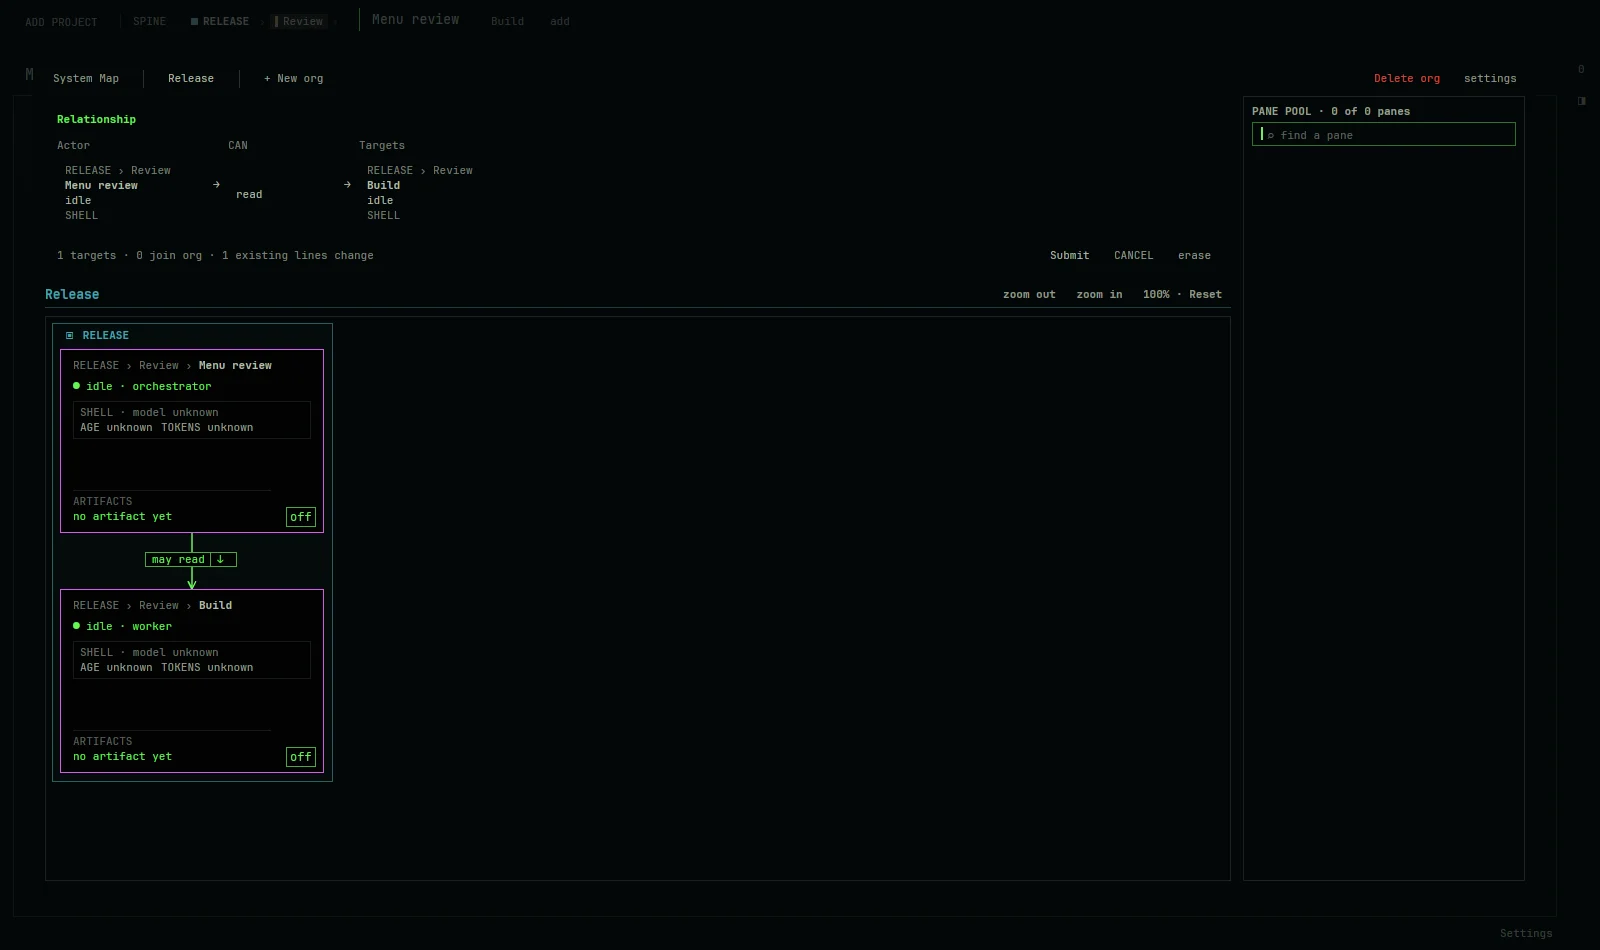 ADD PROJECT SPINE RELEASE › Review › Menu review Build add
M
System Map Release + New org Delete org settings
0
Relationship
Actor CAN Targets
RELEASE › Review
Menu review
idle
SHELL
→ read →
RELEASE › Review
Build
idle
SHELL
1 targets · 0 join org · 1 existing lines change Submit CANCEL erase
PANE POOL · 0 of 0 panes
⌕ find a pane
Release zoom out zoom in 100% · Reset
RELEASE
RELEASE › Review › Menu review
idle · orchestrator
SHELL · model unknown
AGE unknown TOKENS unknown
ARTIFACTS
no artifact yet off
may read ↓
RELEASE › Review › Build
idle · worker
SHELL · model unknown
AGE unknown TOKENS unknown
ARTIFACTS
no artifact yet off
Settings